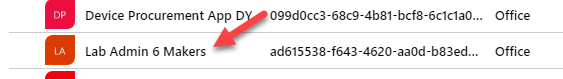 DP Device Procurement App DY 099d0cc3-68c9-4b81-bcf8-6c1c1a0... Office
LA Lab Admin 6 Makers ad615538-f643-4620-aa0d-b83ed... Office